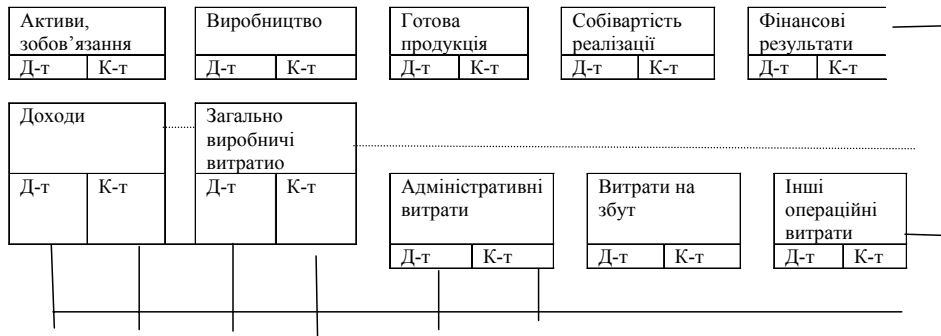 Активи,
зобов’язання
Д-т К-т
Виробництво
Д-т К-т
Готова
продукція
Д-т К-т
Собівартість
реалізації
Д-т К-т
Фінансові
результати
Д-т К-т
Доходи
Д-т К-т
Загально
виробничі
витратио
Д-т К-т
Адміністративні
витрати
Д-т К-т
Витрати на
збут
Д-т К-т
Інші
операційні
витрати
Д-т К-т